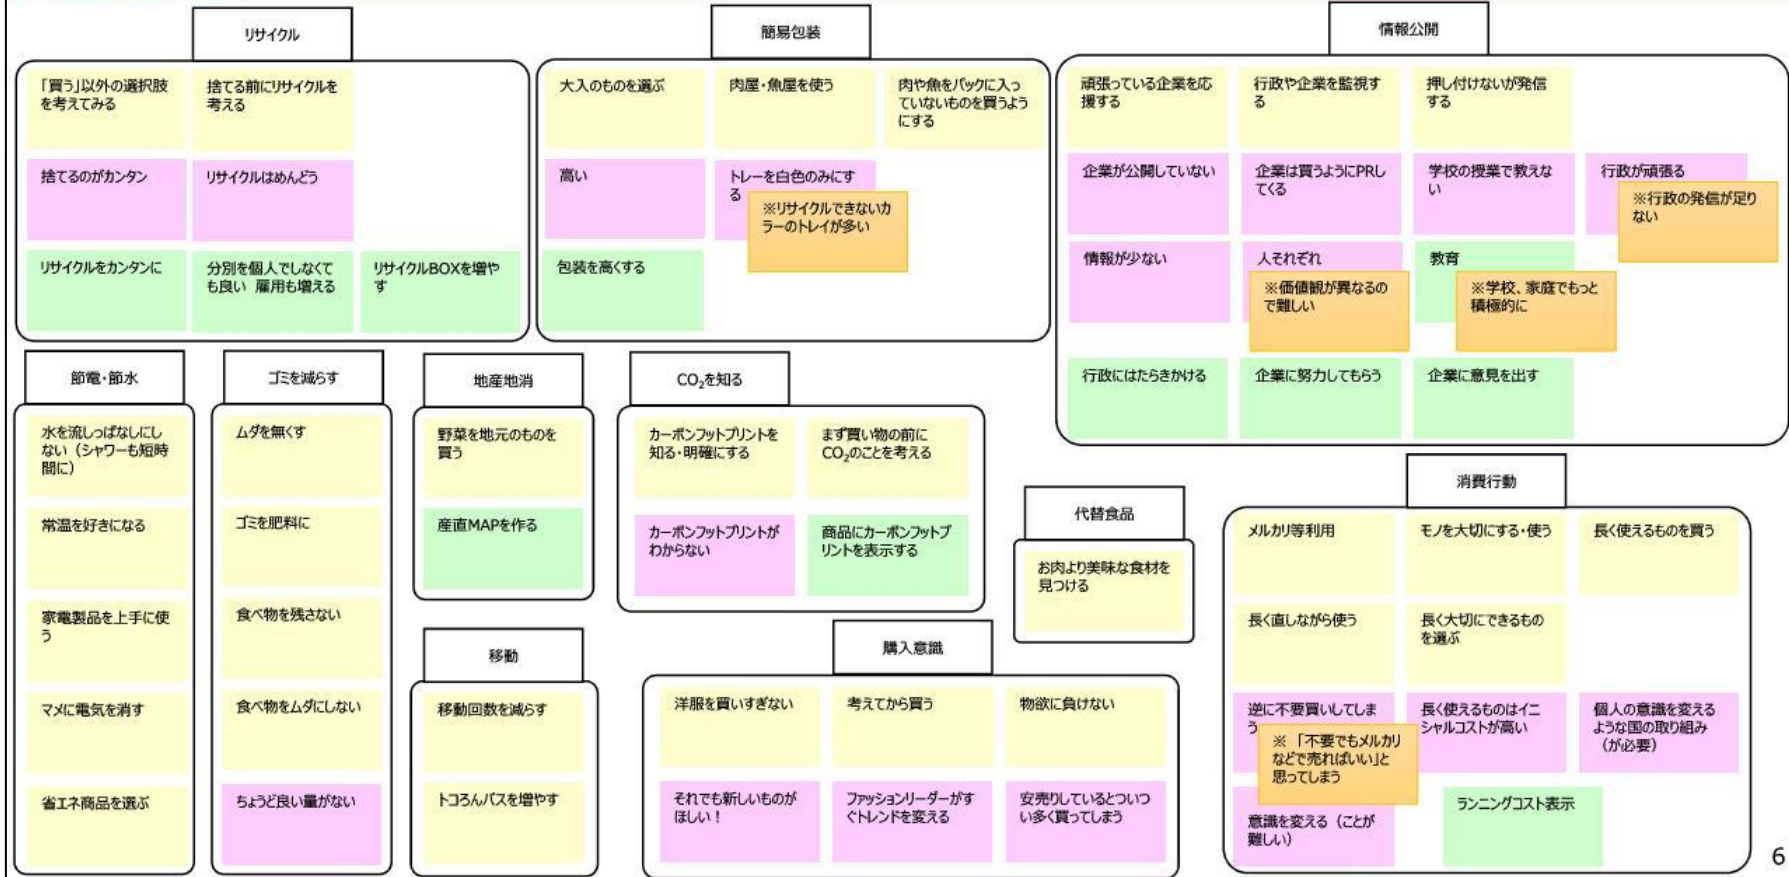 リサイクル
「買う」以外の選択肢
を考えてみる
捨てる前にリサイクルを
考える
捨てるのがカンタン
リサイクルはめんどう
リサイクルをカンタンに
分別を個人でしなくて
も良い 雇用も増える
リサイクルBOXを増や
す
簡易包装
大入のものを選ぶ
肉屋・魚屋を使う
肉や魚をパックに入っ
ていないものを買うよう
にする
高い
トレーを白色のみにす
る
※リサイクルできないカ
ラーのトレイが多い
包装を高くする
情報公開
頑張っている企業を応
援する
行政や企業を監視す
る
押し付けないが発信
する
企業が公開していない
企業は買うようにPRし
てくる
学校の授業で教えな
い
行政が頑張る
※行政の発信が足り
ない
情報が少ない
人それぞれ
※価値観が異なるの
で難しい
教育
※学校、家庭でもっと
積極的に
行政にはたらきかける
企業に努力してもらう
企業に意見を出す
節電・節水
水を流しっぱなしにし
ない(シャワーも短時
間に)
常温を好きになる
家電製品を上手に使
う
マメに電気を消す
省エネ商品を選ぶ
ゴミを減らす
ムダを無くす
ゴミを肥料に
食べ物を残さない
食べ物をムダにしない
ちょうど良い量がない
地産地消
野菜を地元のものを
買う
産直MAPを作る
移動
移動回数を減らす
トコろんバスを増やす
CO₂を知る
カーボンフットプリントを
知る・明確にする
まず買い物の前に
CO₂のことを考える
カーボンフットプリントが
わからない
商品にカーボンフットプ
リントを表示する
代替食品
お肉より美味な食材を
見つける
購入意識
洋服を買いすぎない
考えてから買う
物欲に負けない
それでも新しいものが
ほしい!
ファッションリーダーがす
ぐトレンドを変える
安売りしているとついつ
い多く買ってしまう
消費行動
メルカリ等利用
モノを大切にする・使う
長く使えるものを買う
長く直しながら使う
長く大切にできるもの
を選ぶ
逆に不要買いしてしま
う
※「不要でもメルカリ
などで売ればいい」と
思ってしまう
長く使えるものはイニ
シャルコストが高い
個人の意識を変える
ような国の取り組み
(が必要)
意識を変える(ことが
難しい)
ランニングコスト表示
6